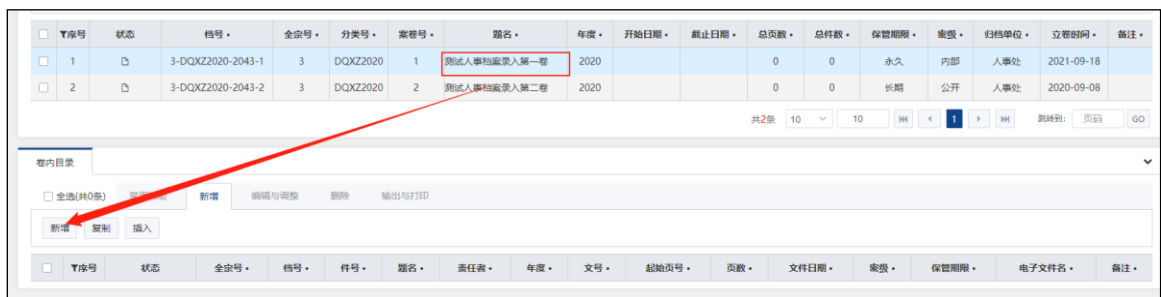 序号 状态 档号 全宗号 分类号 案卷号 题名 年度 开始日期 截止日期 总页数 总件数 保管期限 密级 归档单位 立卷时间 备注
1 3-DQXZ2020-2043-1 3 DQXZ2020 1 测试人事档案录入第一卷 2020 0 0 永久 内部 人事处 2021-09-18
2 3-DQXZ2020-2043-2 3 DQXZ2020 2 测试人事档案录入第二卷 2020 0 0 长期 公开 人事处 2020-09-08
共2条 10 10 1 跳转到: 页码 GO
卷内目录
全选(共0条) 新增 编辑与调整 删除 输出与打印
新增 复制 插入
序号 状态 全宗号 档号 件号 题名 责任者 年度 文号 起始页号 页数 文件日期 密级 保管期限 电子文件名 备注